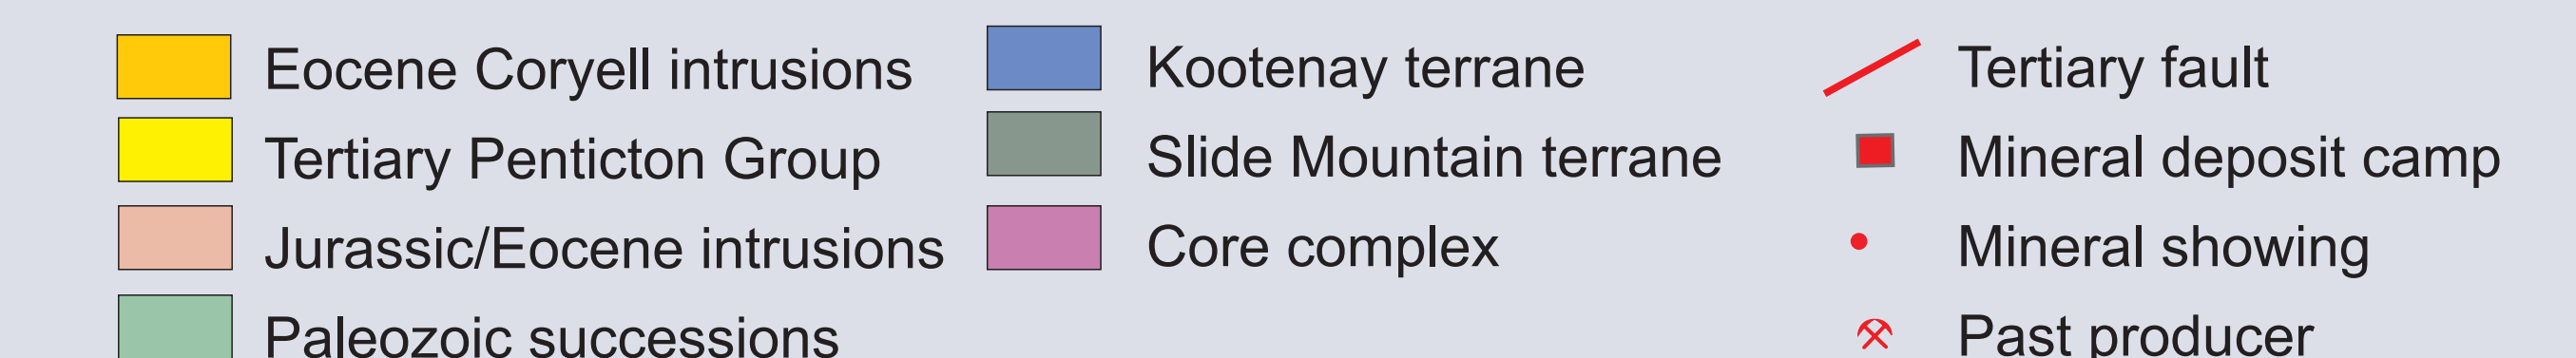 Eocene Coryell intrusions
Tertiary Penticton Group
Jurassic/Eocene intrusions
Paleozoic successions
Kootenay terrane
Slide Mountain terrane
Core complex
Tertiary fault
Mineral deposit camp
Mineral showing
Past producer